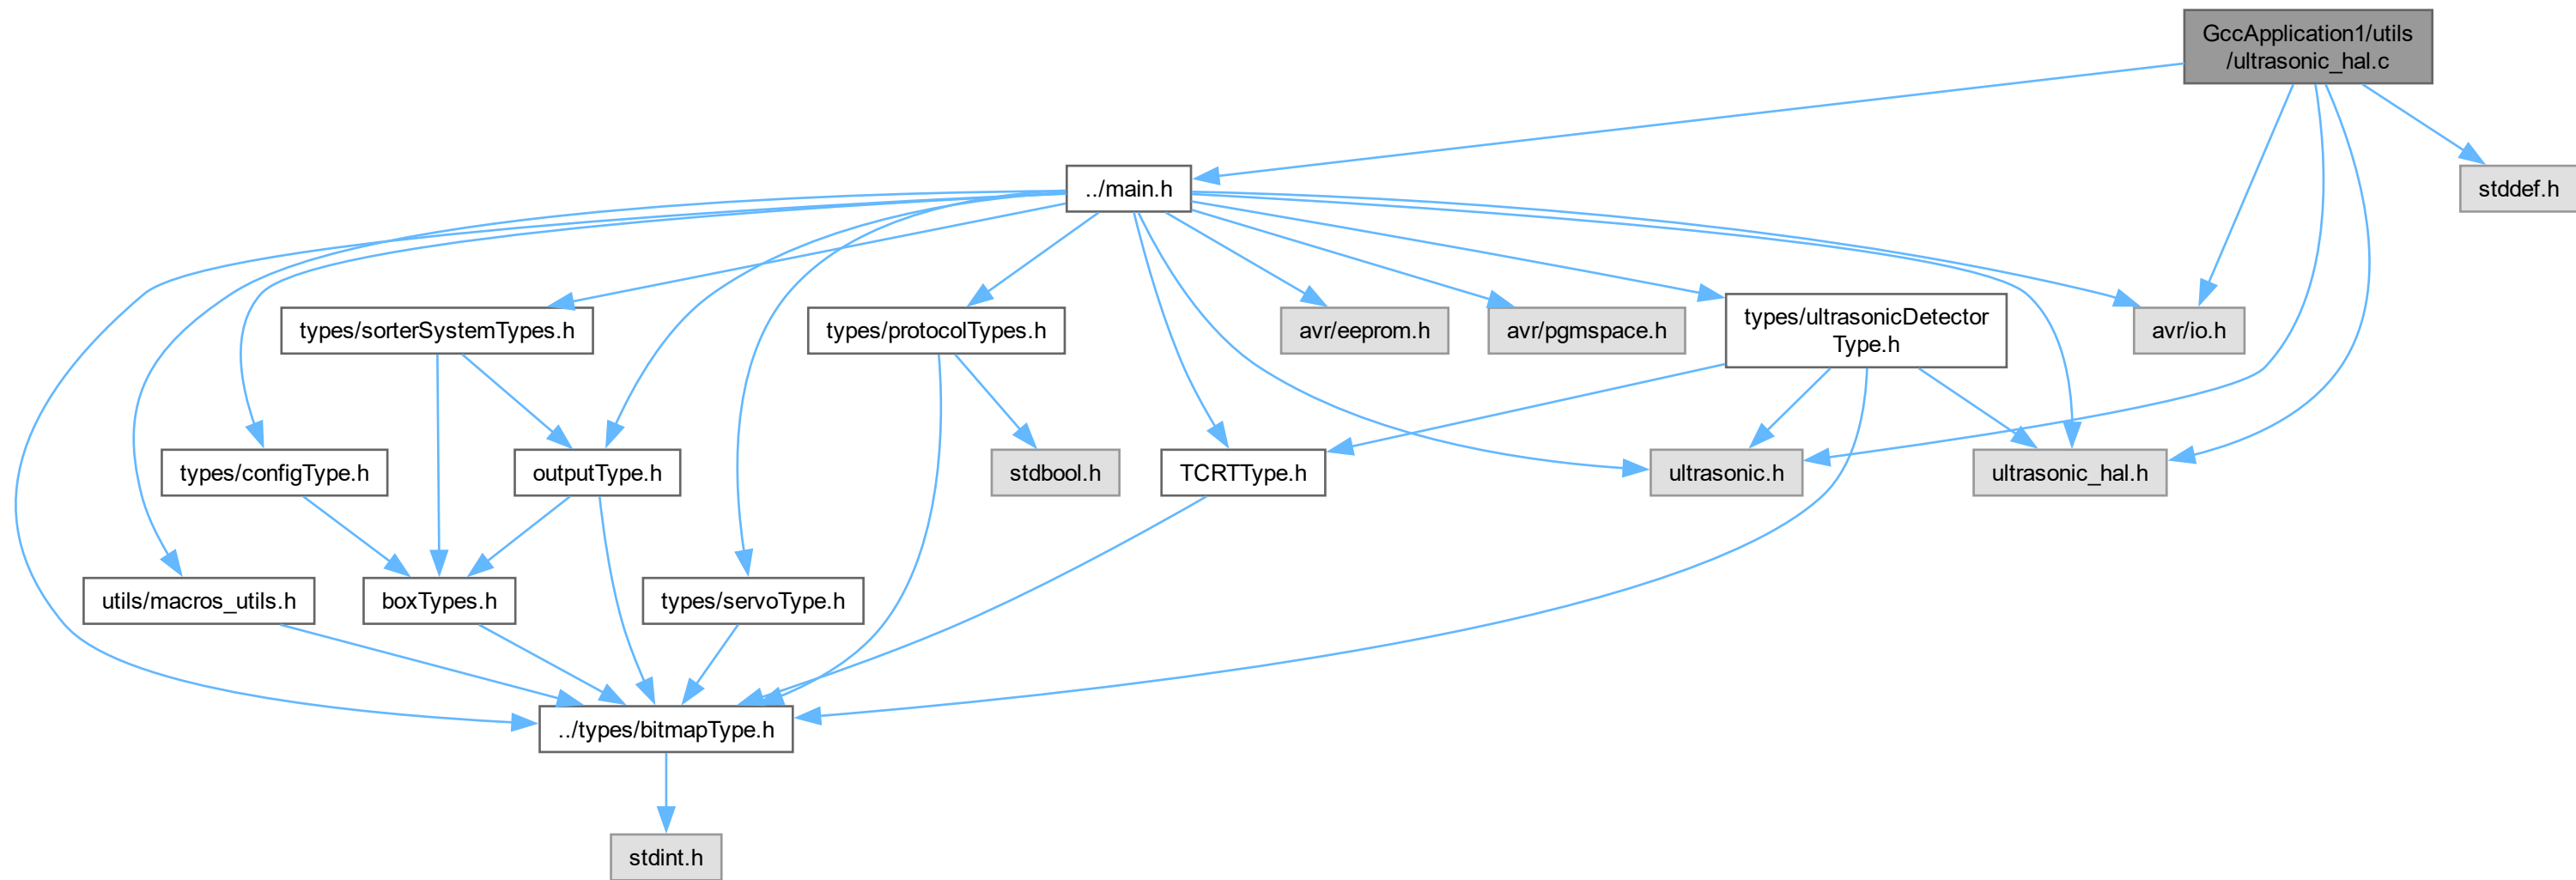 GccApplication1/utils
/ultrasonic_hal.c
../main.h
stddef.h
types/sorterSystemTypes.h
types/protocolTypes.h
avr/eeprom.h
avr/pgmspace.h
types/ultrasonicDetector
Type.h
avr/io.h
types/configType.h
outputType.h
stdbool.h
TCRTType.h
ultrasonic.h
ultrasonic_hal.h
utils/macros_utils.h
boxTypes.h
types/servoType.h
../types/bitmapType.h
stdint.h